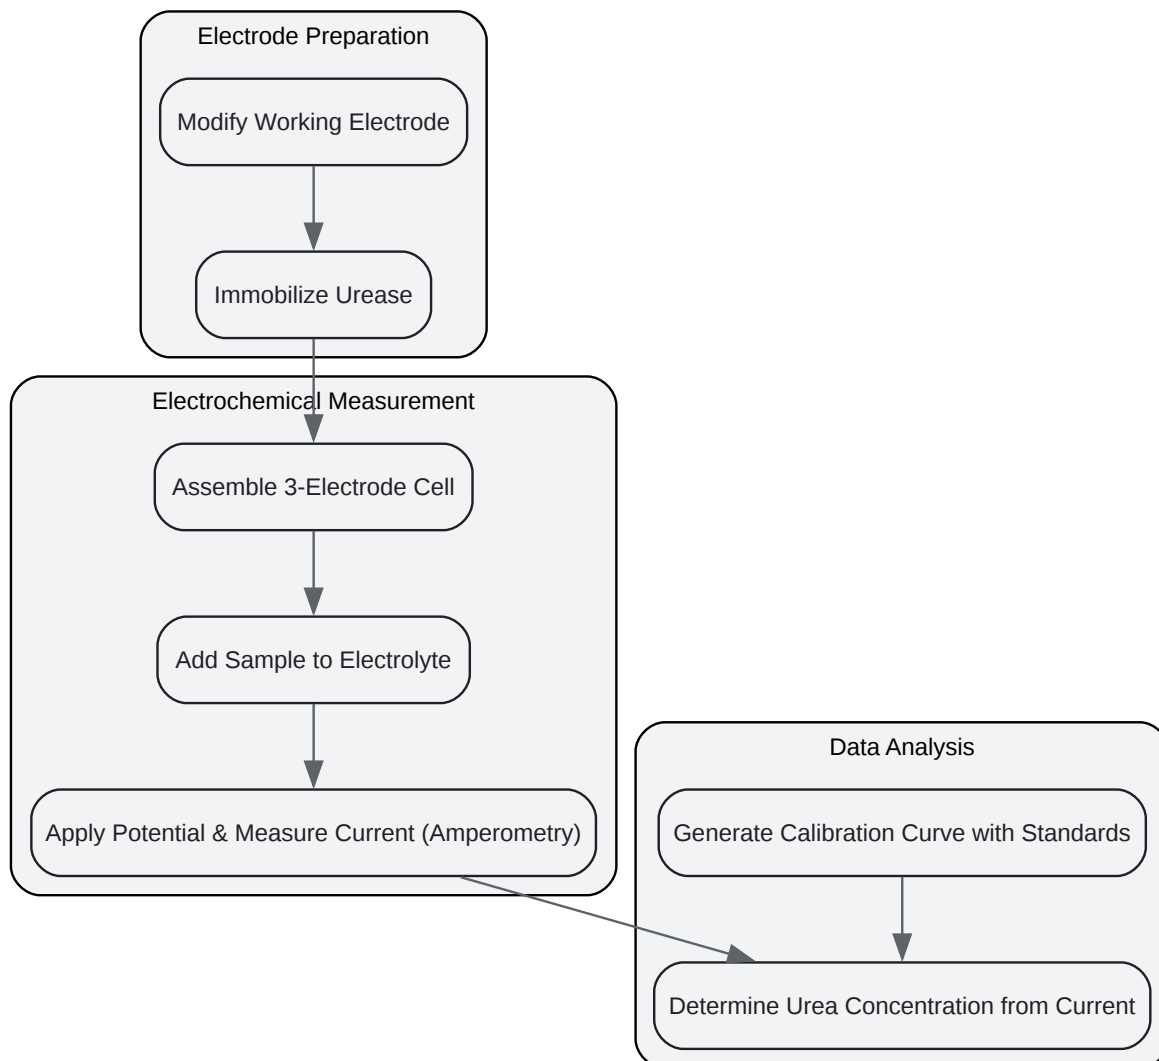 Electrode Preparation
Modify Working Electrode
Immobilize Urease
Electrochemical Measurement
Assemble 3-Electrode Cell
Add Sample to Electrolyte
Apply Potential & Measure Current (Amperometry)
Data Analysis
Generate Calibration Curve with Standards
Determine Urea Concentration from Current